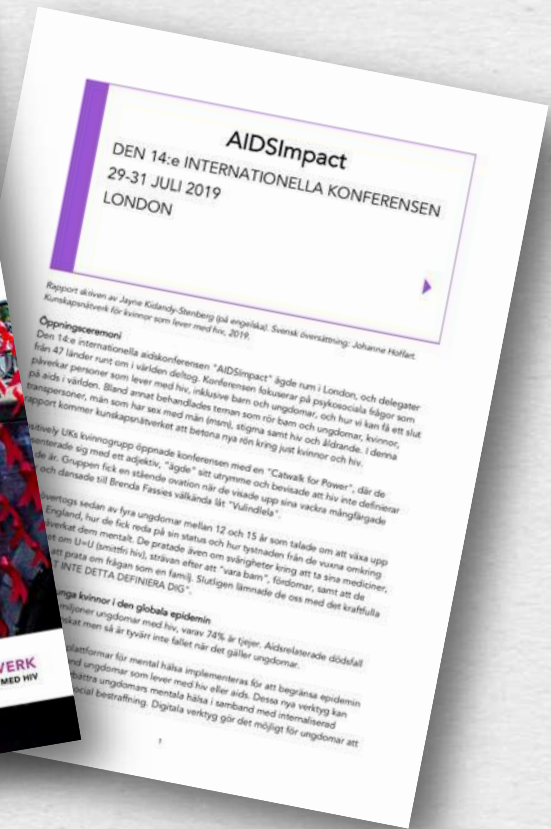 AIDSImpact
DEN 14:e INTERNATIONELLA KONFERENSEN
29-31 JULI 2019
LONDON
Rapport skriven av Jayne Kidandy-Stenberg (på engelska). Svensk översättning: Johanne Hoffart.
Kunskapsnätverk för kvinnor som lever med hiv, 2019.
Öppningsceremoni
Den 14:e internationella aidskonferensen "AIDSImpact" ägde rum i London, och delegater
från 47 länder runt om i världen deltog. Konferensen fokuserar på psykosociala frågor som
påverkar personer som lever med hiv, inklusive barn och ungdomar, och hur vi kan få ett slut
på aids i världen. Bland annat behandlades teman som rör barn och ungdomar, kvinnor,
transpersoner, män som har sex med män (msm), stigma samt hiv och åldrande. I denna
rapport kommer kunskapsnätverket att betona nya rön kring just kvinnor och hiv.
sitively UKs kvinnogrupp öppnade konferensen med en "Catwalk for Power", där de
senterade sig med ett adjektiv, "ägde" sitt utrymme och bevisade att hiv inte definierar
de är. Gruppen fick en stående ovation när de visade upp sina vackra mångfärgade
och dansade till Brenda Fassies välkända låt "Vulindlela".
vertogs sedan av fyra ungdomar mellan 12 och 15 år som talade om att växa upp
England, hur de fick reda på sin status och hur tystnaden från de vuxna omkring
åverkat dem mentalt. De pratade även om svårigheter kring att ta sina mediciner,
et om U=U (smittfri hiv), strävan efter att "vara barn", fördomar, samt att de
att prata om frågan som en familj. Slutligen lämnade de oss med det kraftfulla
T INTE DETTA DEFINIERA DIG".
unga kvinnor i den globala epidemin
miljoner ungdomar med hiv, varav 74% är tjejer. Aidsrelaterade dödsfall
skat men så är tyvärr inte fallet när det gäller ungdomar.
plattformar för mental hälsa implementeras för att begränsa epidemin
nd ungdomar som lever med hiv eller aids. Dessa nya verktyg kan
bättra ungdomars mentala hälsa i samband med internaliserad
ocial bestraffning. Digitala verktyg gör det möjligt för ungdomar att
1
VERK
MED HIV